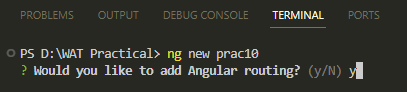 PROBLEMS OUTPUT DEBUG CONSOLE TERMINAL PORTS
PS D:\WAT Practical> ng new prac10
? Would you like to add Angular routing? (y/N) y